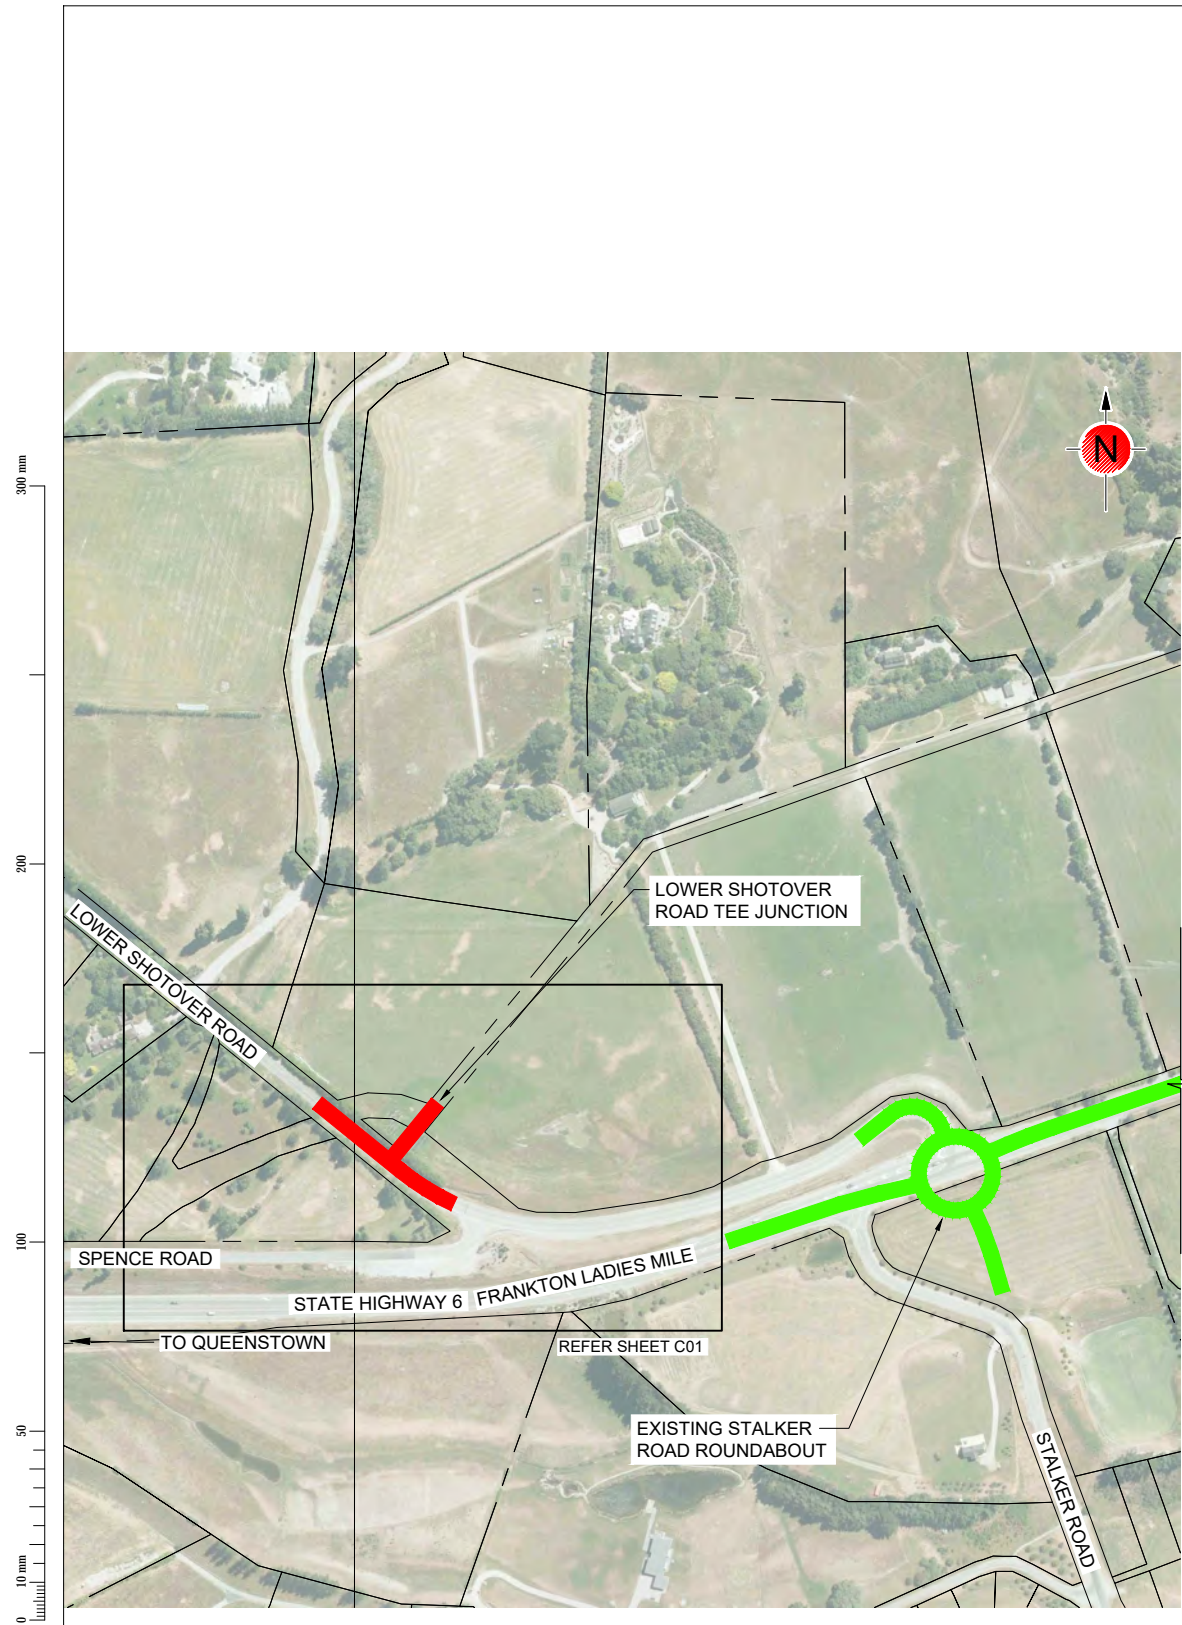 N
300 mm
200
100
50
10 mm
0
LOWER SHOTOVER
ROAD TEE JUNCTION
LOWER SHOTOVER ROAD
SPENCE ROAD
STATE HIGHWAY 6
FRANKTON LADIES MILE
TO QUEENSTOWN
REFER SHEET C01
EXISTING STALKER
ROAD ROUNDABOUT
STALKER ROAD